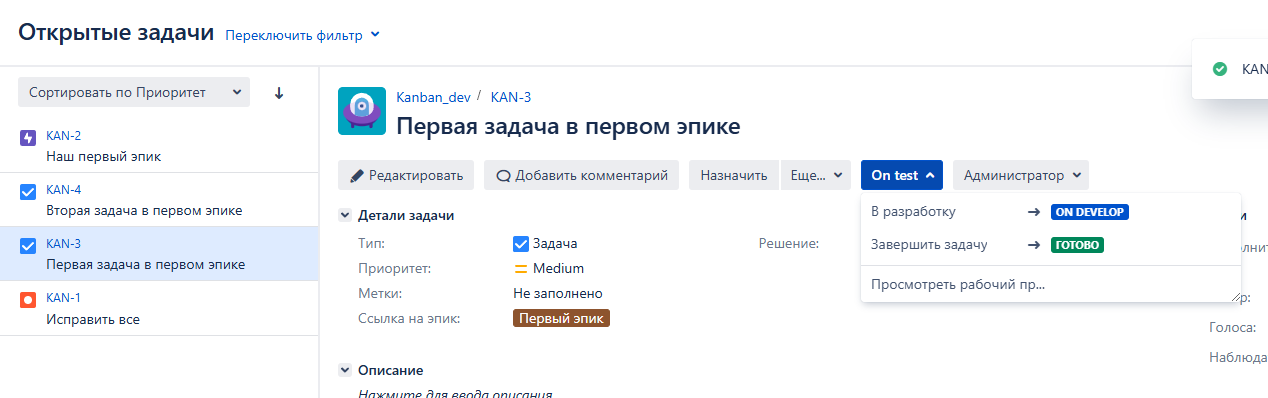 Открытые задачи Переключить фильтр
KAN
Сортировать по Приоритет
KAN-2
Наш первый эпик
KAN-4
Вторая задача в первом эпике
KAN-3
Первая задача в первом эпике
KAN-1
Исправить все
Kanban_dev / KAN-3
Первая задача в первом эпике
Редактировать Добавить комментарий Назначить Еще... On test Администратор
В разработку → ON DEVELOP
Завершить задачу → ГОТОВО
Просмотреть рабочий пр...
Детали задачи
Тип: Задача
Решение:
Приоритет: Medium
Метки: Не заполнено
Ссылка на эпик: Первый эпик
Голоса:
Наблюда
Описание
Нажмите для ввода описания